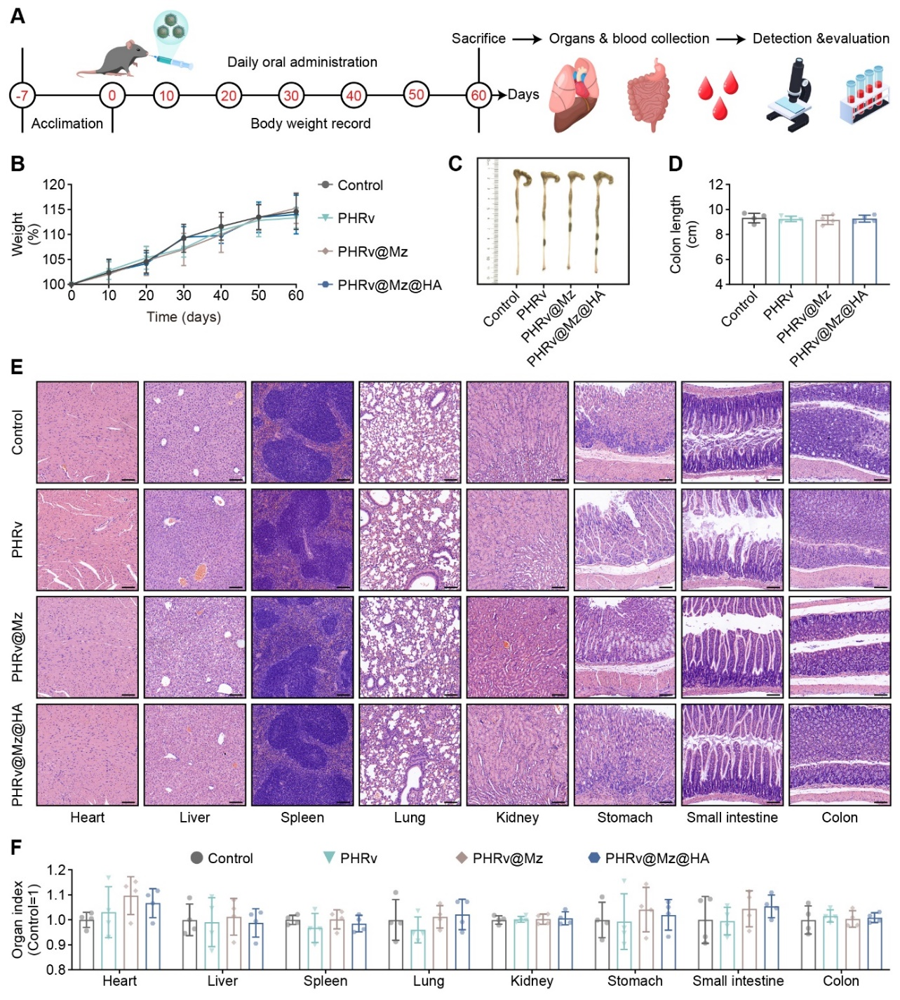 A
Sacrifice
Organs & blood collection
Detection &evaluation
Daily oral administration
-7
0
10
20
30
40
50
60
Days
Acclimation
Body weight record
B
Weight
(%)
120
115
110
105
100
0
10
20
30
40
50
60
Time (days)
Control
PHRv
PHRv@Mz
PHRv@Mz@HA
C
Control
PHRv
PHRv@Mz
PHRv@Mz@HA
D
Colon length
(cm)
12
10
8
6
4
Control
PHRv
PHRv@Mz
PHRv@Mz@HA
E
Control
PHRv
PHRv@Mz
PHRv@Mz@HA
Heart
Liver
Spleen
Lung
Kidney
Stomach
Small intestine
Colon
F
Control
PHRv
PHRv@Mz
PHRv@Mz@HA
Organ index
(Control=1)
1.2
1.1
1.0
0.9
0.8
Heart
Liver
Spleen
Lung
Kidney
Stomach
Small intestine
Colon